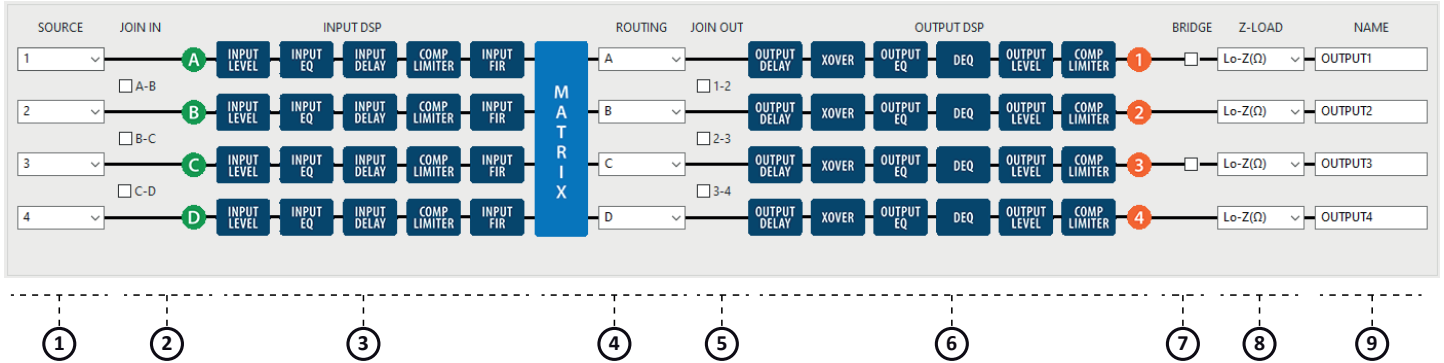 SOURCE JOIN IN INPUT DSP ROUTING JOIN OUT OUTPUT DSP BRIDGE Z-LOAD NAME
1 A INPUT LEVEL INPUT EQ INPUT DELAY COMP LIMITER INPUT FIR A OUTPUT DELAY XOVER OUTPUT EQ DEQ OUTPUT LEVEL COMP LIMITER 1 Lo-Z(Ω) OUTPUT1
A-B 1-2
MATRIX
2 B INPUT LEVEL INPUT EQ INPUT DELAY COMP LIMITER INPUT FIR B OUTPUT DELAY XOVER OUTPUT EQ DEQ OUTPUT LEVEL COMP LIMITER 2 Lo-Z(Ω) OUTPUT2
B-C 2-3
3 C INPUT LEVEL INPUT EQ INPUT DELAY COMP LIMITER INPUT FIR C OUTPUT DELAY XOVER OUTPUT EQ DEQ OUTPUT LEVEL COMP LIMITER 3 Lo-Z(Ω) OUTPUT3
C-D 3-4
4 D INPUT LEVEL INPUT EQ INPUT DELAY COMP LIMITER INPUT FIR D OUTPUT DELAY XOVER OUTPUT EQ DEQ OUTPUT LEVEL COMP LIMITER 4 Lo-Z(Ω) OUTPUT4
1 2 3 4 5 6 7 8 9